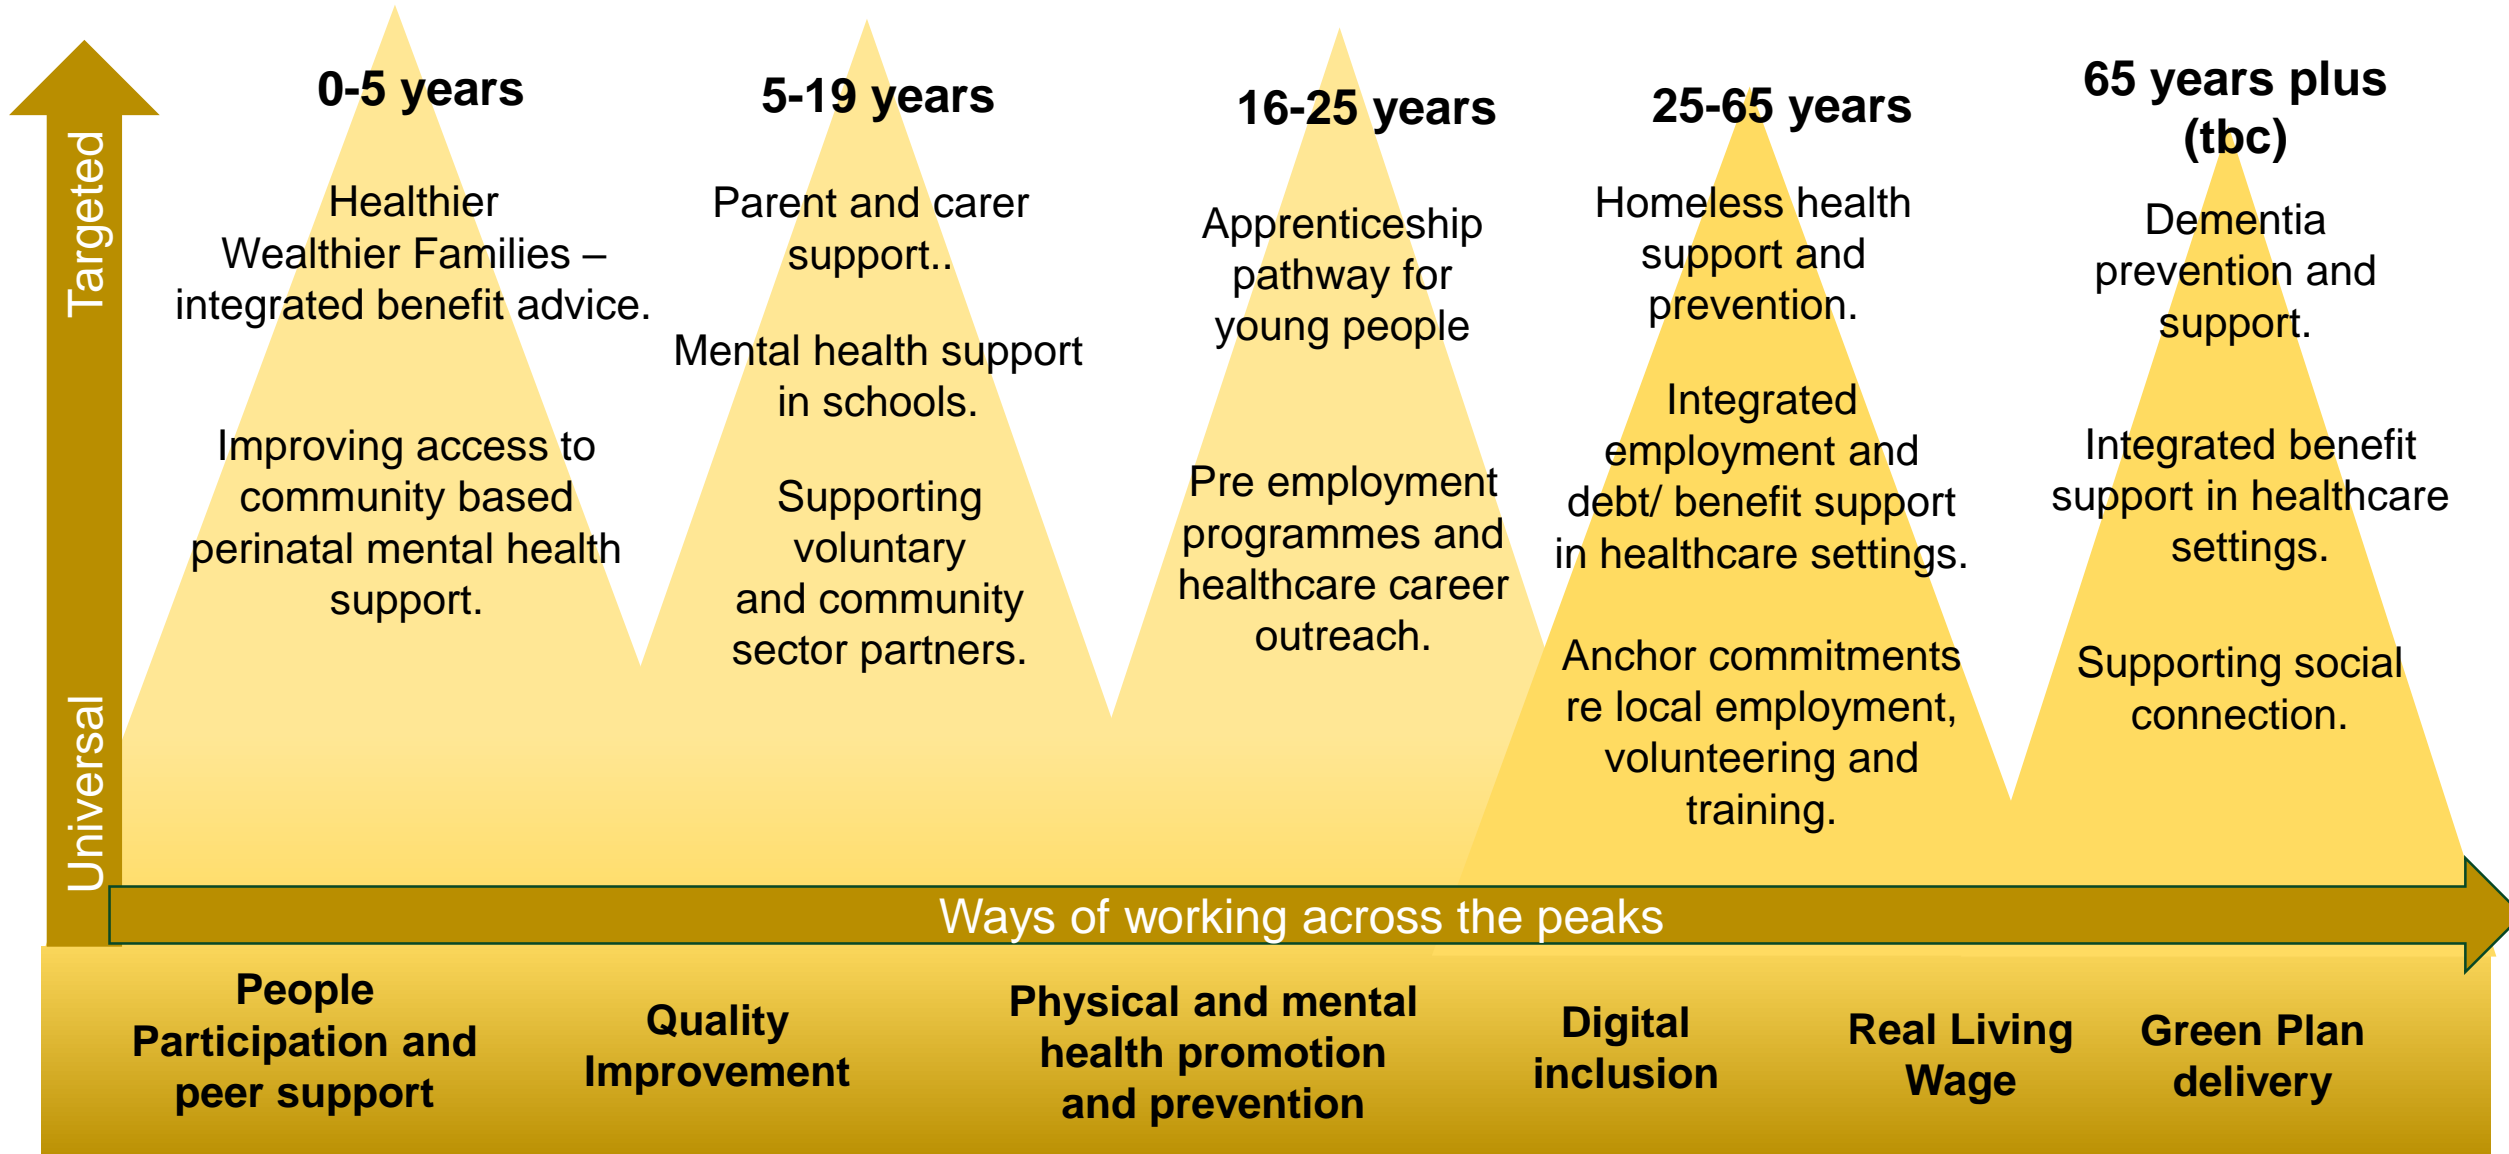 Targeted
Universal
0-5 years
Healthier
Wealthier Families –
integrated benefit advice.
Improving access to
community based
perinatal mental health
support.
5-19 years
Parent and carer
support..
Mental health support
in schools.
Supporting
voluntary
and community
sector partners.
16-25 years
Apprenticeship
pathway for
young people
Pre employment
programmes and
healthcare career
outreach.
25-65 years
Homeless health
support and
prevention.
Integrated
employment and
debt/ benefit support
in healthcare settings.
Anchor commitments
re local employment,
volunteering and
training.
65 years plus
(tbc)
Dementia
prevention and
support.
Integrated benefit
support in healthcare
settings.
Supporting social
connection.
Ways of working across the peaks
People
Participation and
peer support
Quality
Improvement
Physical and mental
health promotion
and prevention
Digital
inclusion
Real Living
Wage
Green Plan
delivery